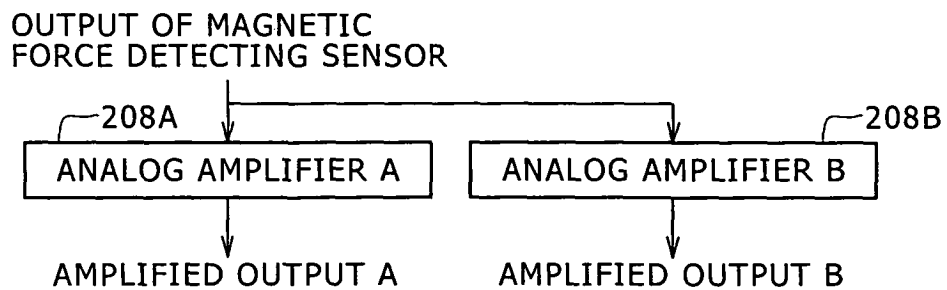 OUTPUT OF MAGNETIC
FORCE DETECTING SENSOR
208A
208B
ANALOG AMPLIFIER A
ANALOG AMPLIFIER B
AMPLIFIED OUTPUT A
AMPLIFIED OUTPUT B